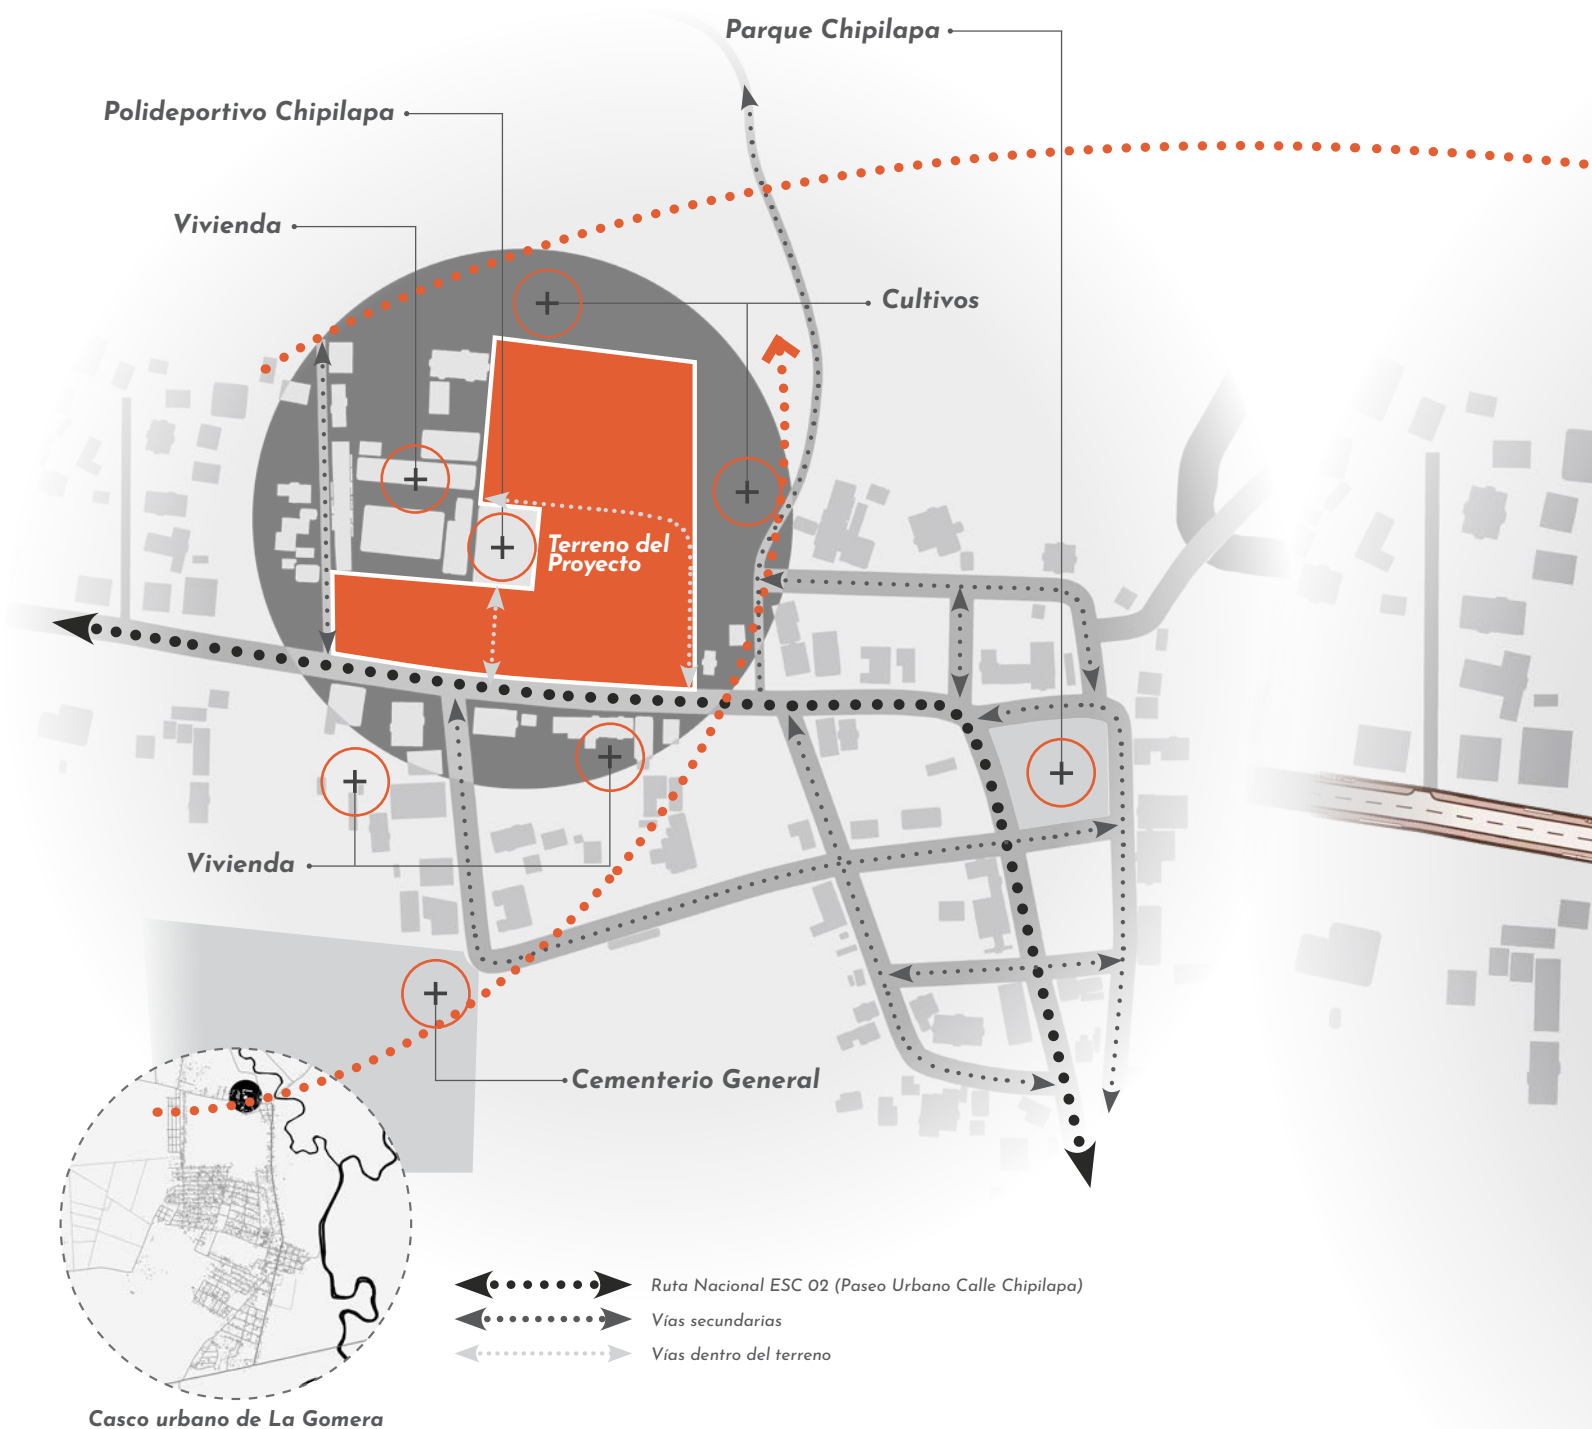 Parque Chipilapa
Polideportivo Chipilapa
Vivienda
Cultivos
Terreno del
Proyecto
Vivienda
Cementerio General
Ruta Nacional ESC 02 (Paseo Urbano Calle Chipilapa)
Vías secundarias
Vías dentro del terreno
Casco urbano de La Gomera